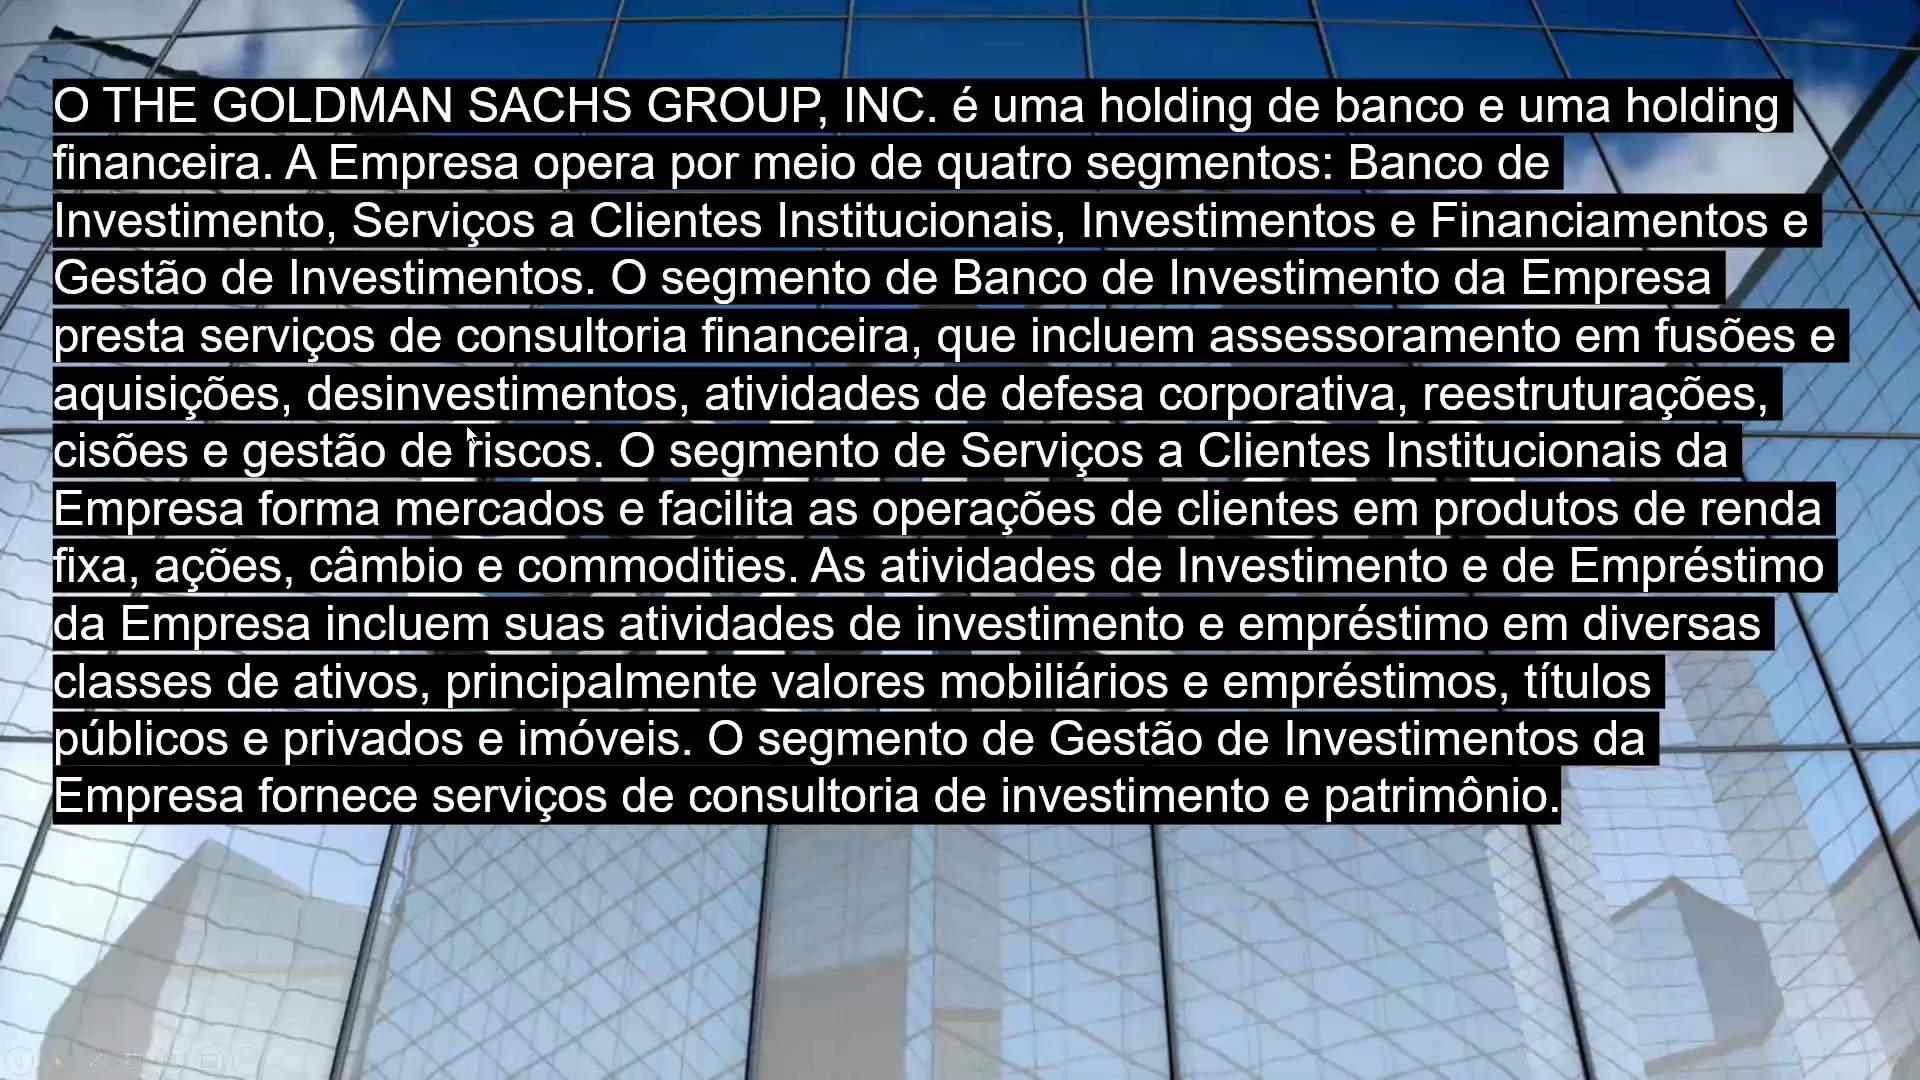 O THE GOLDMAN SACHS GROUP, INC. é uma holding de banco e uma holding
financeira. A Empresa opera por meio de quatro segmentos: Banco de
Investimento, Serviços a Clientes Institucionais, Investimentos e Financiamentos e
Gestão de Investimentos. O segmento de Banco de Investimento da Empresa
presta serviços de consultoria financeira, que incluem assessoramento em fusões e
aquisições, desinvestimentos, atividades de defesa corporativa, reestruturações,
cisões e gestão de riscos. O segmento de Serviços a Clientes Institucionais da
Empresa forma mercados e facilita as operações de clientes em produtos de renda
fixa, ações, câmbio e commodities. As atividades de Investimento e de Empréstimo
da Empresa incluem suas atividades de investimento e empréstimo em diversas
classes de ativos, principalmente valores mobiliários e empréstimos, títulos
públicos e privados e imóveis. O segmento de Gestão de Investimentos da
Empresa fornece serviços de consultoria de investimento e patrimônio.